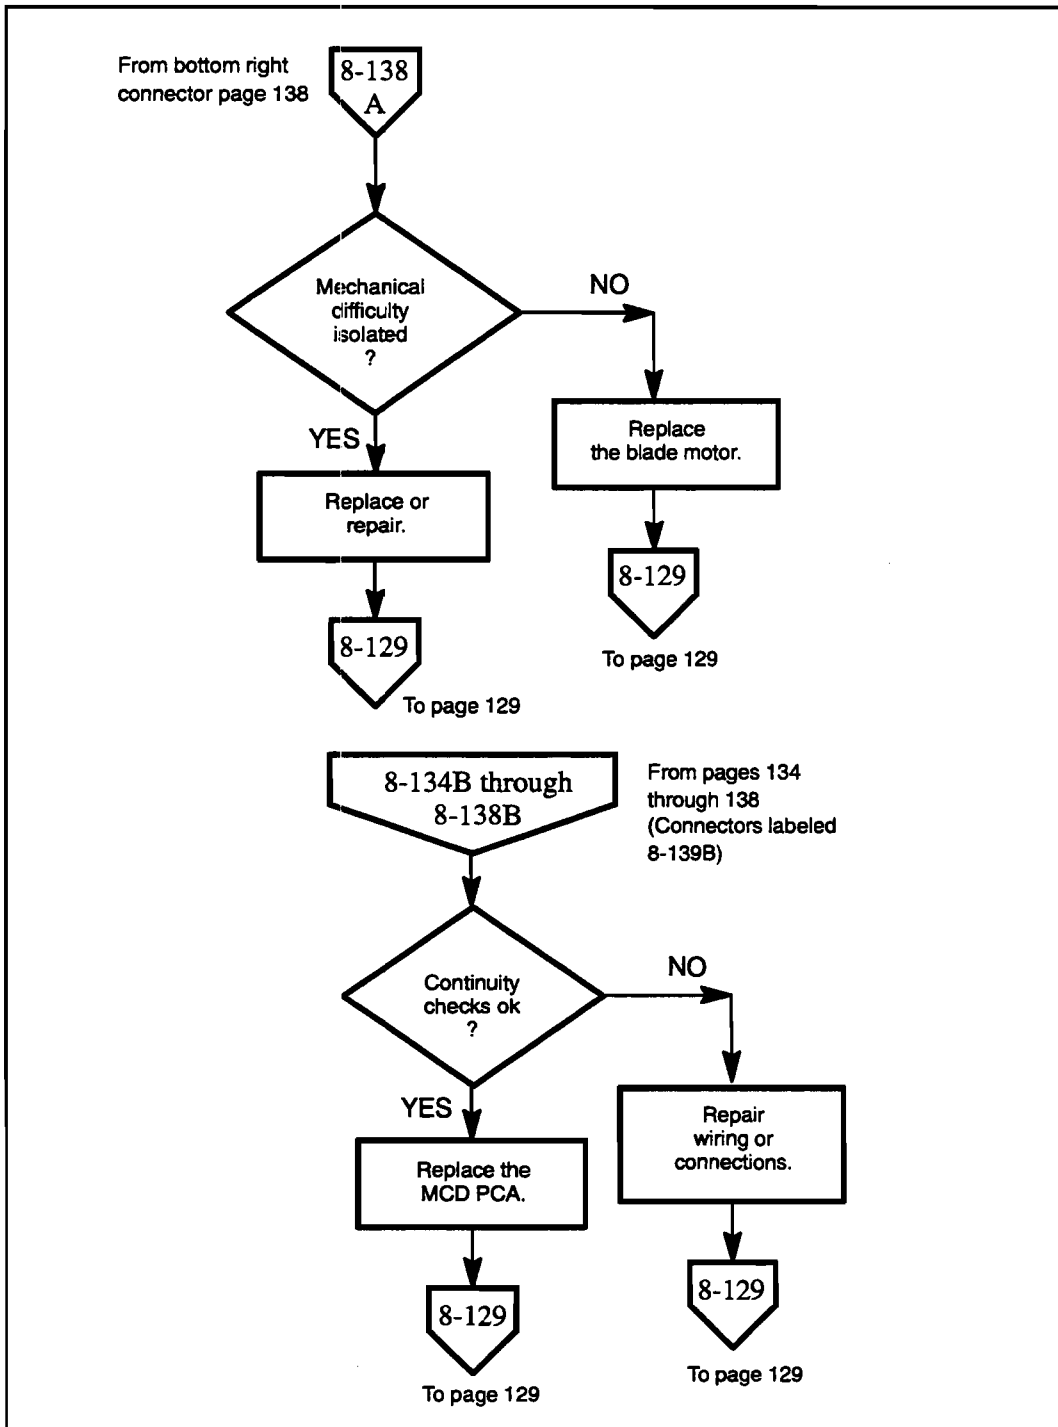 From bottom right
connector page 138
8-138
A
Mechanical
difficulty
isolated
?
NO
YES
Replace
the blade motor.
Replace or
repair.
8-129
To page 129
8-129
To page 129
8-134B through
8-138B
From pages 134
through 138
(Connectors labeled
8-139B)
Continuity
checks ok
?
NO
YES
Repair
wiring or
connections.
Replace the
MCD PCA.
8-129
To page 129
8-129
To page 129